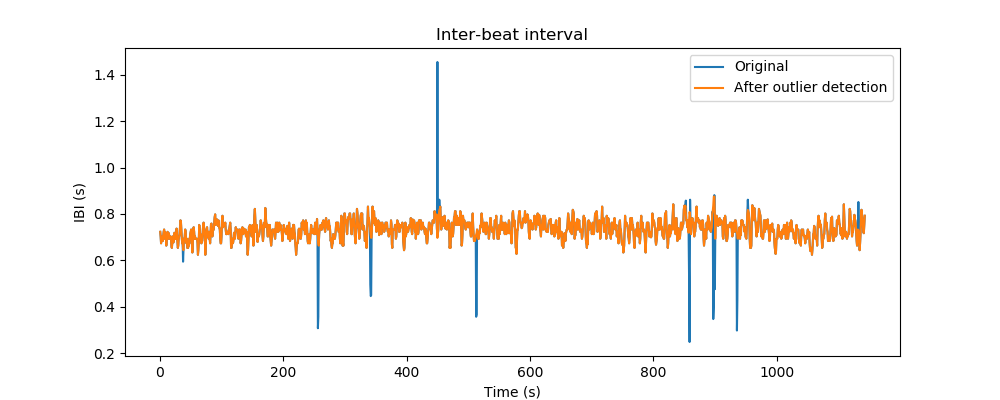 Inter-beat interval
Original
After outlier detection
IBI (s)
1.4
1.2
1.0
0.8
0.6
0.4
0.2
0 200 400 600 800 1000
Time (s)